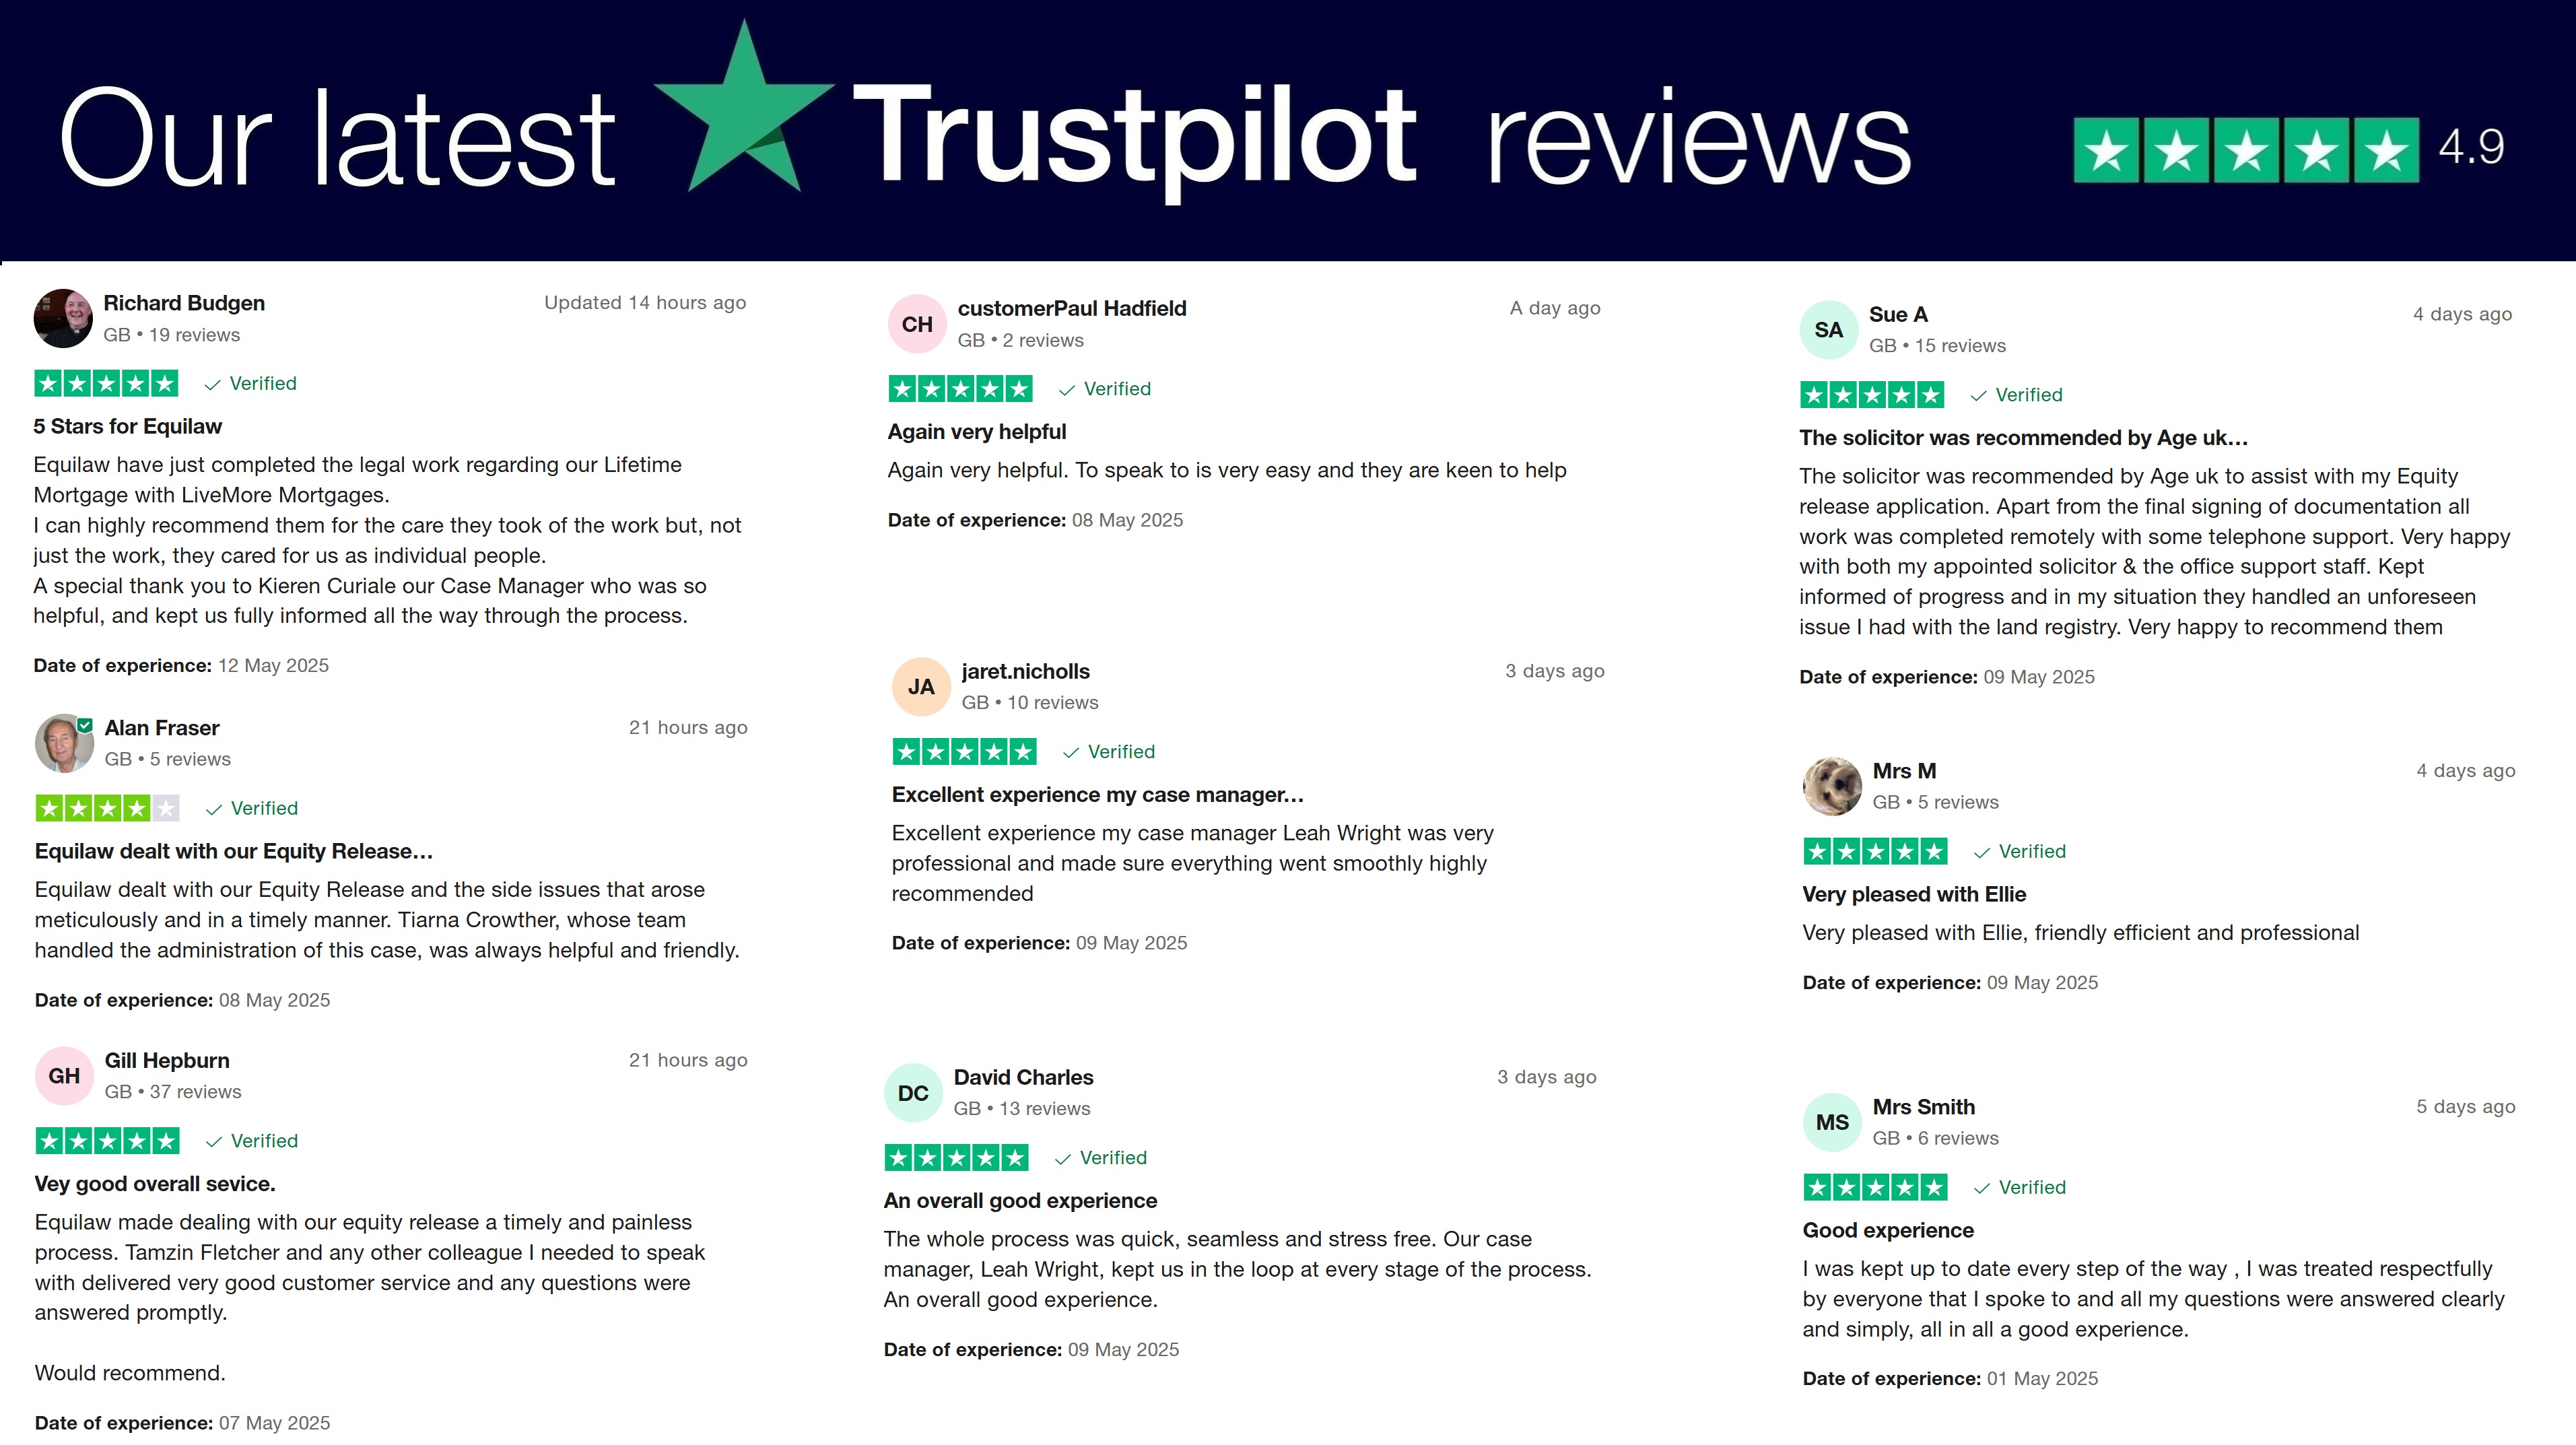 Our latest Trustpilot reviews 4.9
Richard Budgen
Updated 14 hours ago
GB • 19 reviews
Verified
5 Stars for Equilaw
Equilaw have just completed the legal work regarding our Lifetime
Mortgage with LiveMore Mortgages.
I can highly recommend them for the care they took of the work but, not
just the work, they cared for us as individual people.
A special thank you to Kieren Curiale our Case Manager who was so
helpful, and kept us fully informed all the way through the process.
Date of experience: 12 May 2025
Alan Fraser
21 hours ago
GB • 5 reviews
Verified
Equilaw dealt with our Equity Release…
Equilaw dealt with our Equity Release and the side issues that arose
meticulously and in a timely manner. Tiarna Crowther, whose team
handled the administration of this case, was always helpful and friendly.
Date of experience: 08 May 2025
GH
Gill Hepburn
21 hours ago
GB • 37 reviews
Verified
Vey good overall sevice.
Equilaw made dealing with our equity release a timely and painless
process. Tamzin Fletcher and any other colleague I needed to speak
with delivered very good customer service and any questions were
answered promptly.
Would recommend.
Date of experience: 07 May 2025
CH
customerPaul Hadfield
A day ago
GB • 2 reviews
Verified
Again very helpful
Again very helpful. To speak to is very easy and they are keen to help
Date of experience: 08 May 2025
JA
jaret.nicholls
3 days ago
GB • 10 reviews
Verified
Excellent experience my case manager…
Excellent experience my case manager Leah Wright was very
professional and made sure everything went smoothly highly
recommended
Date of experience: 09 May 2025
DC
David Charles
3 days ago
GB • 13 reviews
Verified
An overall good experience
The whole process was quick, seamless and stress free. Our case
manager, Leah Wright, kept us in the loop at every stage of the process.
An overall good experience.
Date of experience: 09 May 2025
SA
Sue A
4 days ago
GB • 15 reviews
Verified
The solicitor was recommended by Age uk…
The solicitor was recommended by Age uk to assist with my Equity
release application. Apart from the final signing of documentation all
work was completed remotely with some telephone support. Very happy
with both my appointed solicitor & the office support staff. Kept
informed of progress and in my situation they handled an unforeseen
issue I had with the land registry. Very happy to recommend them
Date of experience: 09 May 2025
Mrs M
4 days ago
GB • 5 reviews
Verified
Very pleased with Ellie
Very pleased with Ellie, friendly efficient and professional
Date of experience: 09 May 2025
MS
Mrs Smith
5 days ago
GB • 6 reviews
Verified
Good experience
I was kept up to date every step of the way , I was treated respectfully
by everyone that I spoke to and all my questions were answered clearly
and simply, all in all a good experience.
Date of experience: 01 May 2025